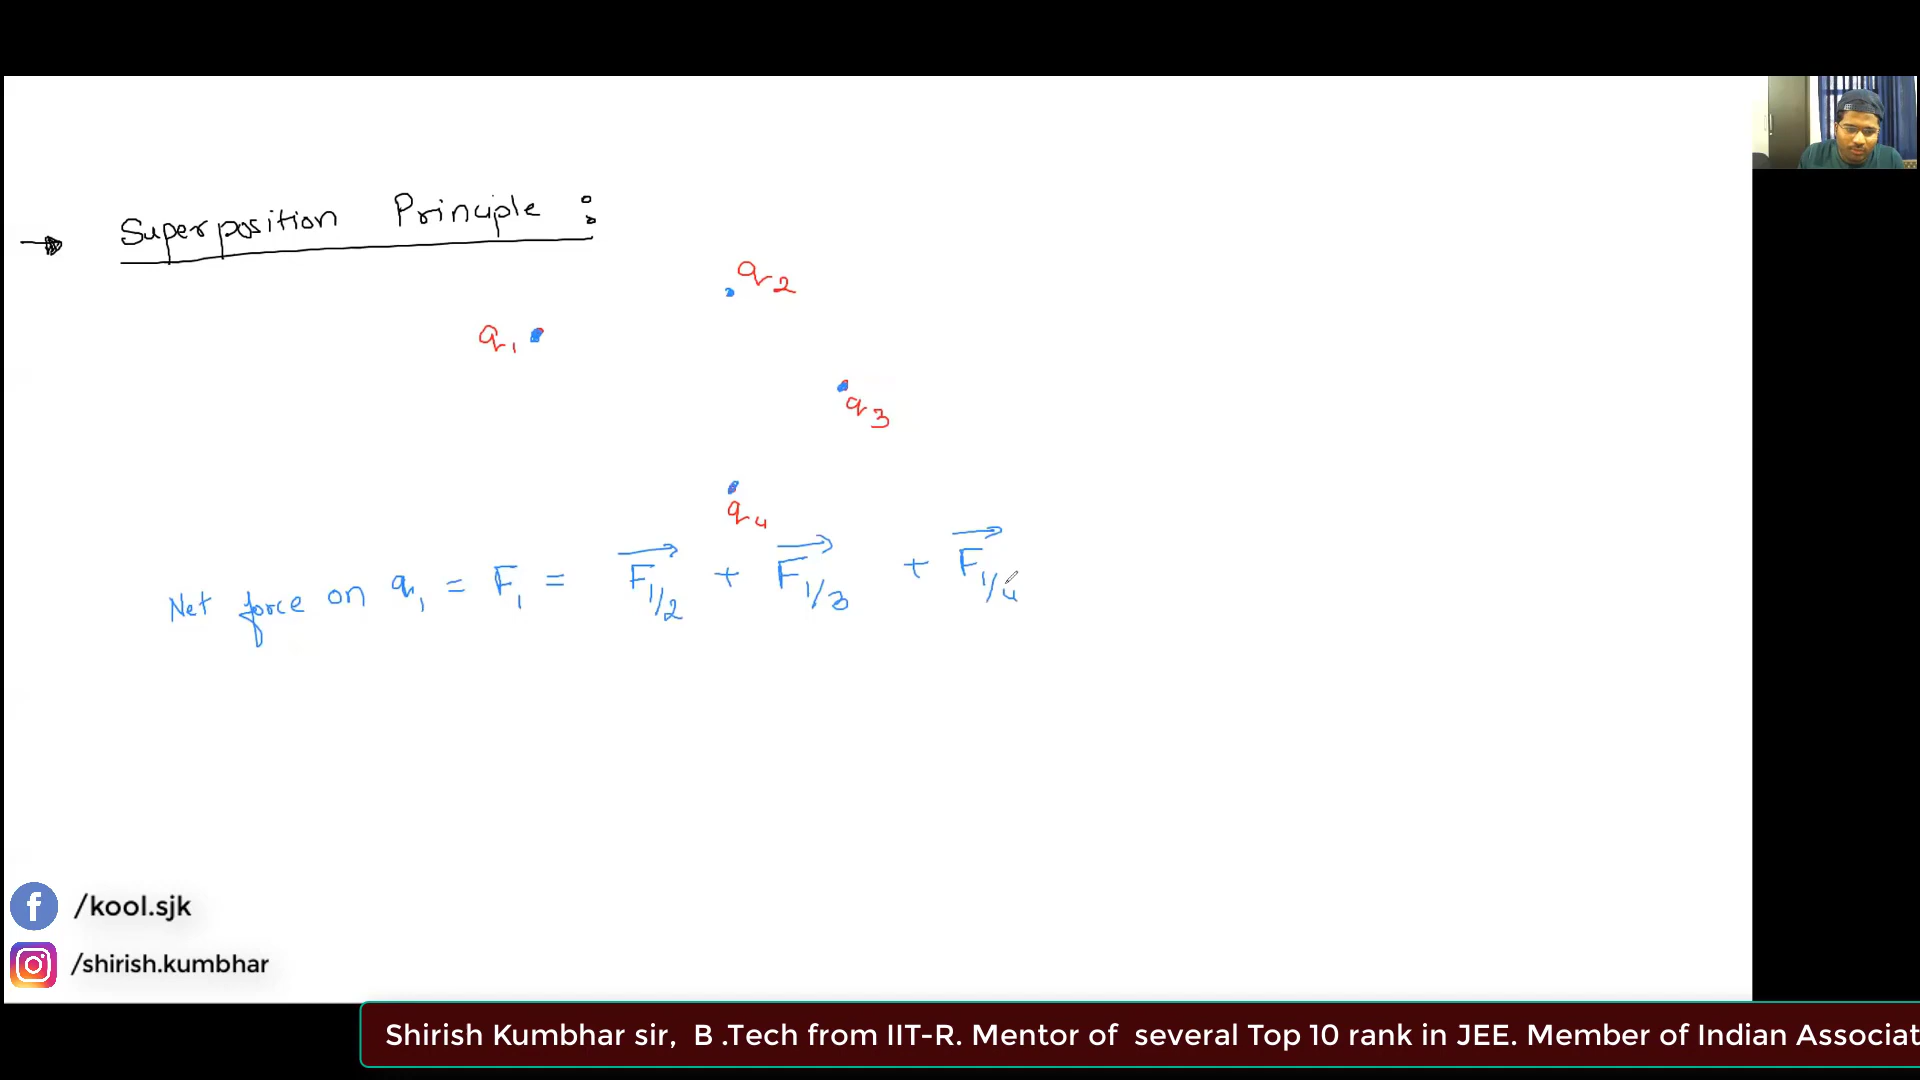 → Superposition Principle :
q2
q1
q3
q4
Net force on q1 = F1 = F1/2 + F1/3 + F1/4
/kool.sjk
/shirish.kumbhar
Shirish Kumbhar sir, B .Tech from IIT-R. Mentor of several Top 10 rank in JEE. Member of Indian Associat